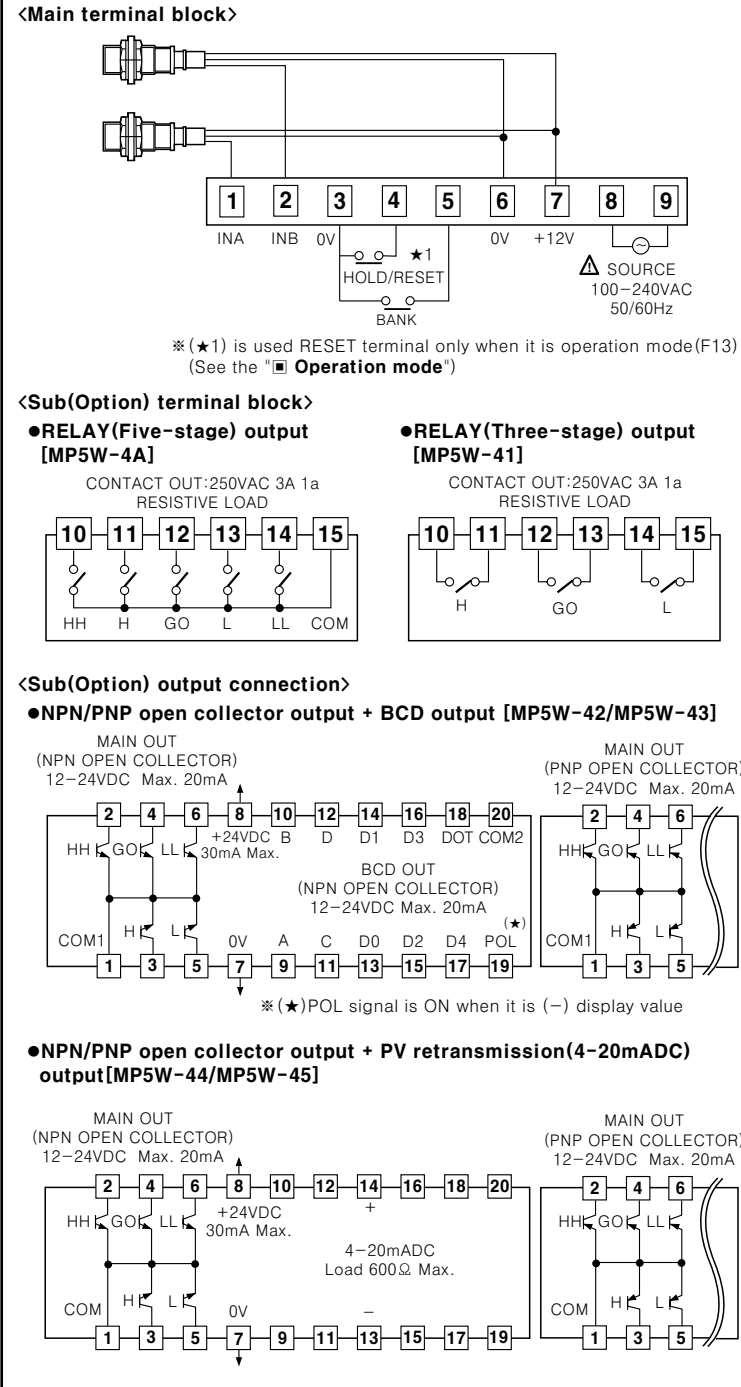 <Main terminal block>
1 2 3 4 5 6 7 8 9
INA INB 0V ★1 0V +12V
HOLD/RESET
BANK
⚠ SOURCE
100-240VAC
50/60Hz
※(★1) is used RESET terminal only when it is operation mode(F13)
(See the "▣ Operation mode")
<Sub(Option) terminal block>
●RELAY(Five-stage) output
[MP5W-4A]
CONTACT OUT:250VAC 3A 1a
RESISTIVE LOAD
10 11 12 13 14 15
HH H GO L LL COM
●RELAY(Three-stage) output
[MP5W-41]
CONTACT OUT:250VAC 3A 1a
RESISTIVE LOAD
10 11 12 13 14 15
H GO L
<Sub(Option) output connection>
●NPN/PNP open collector output + BCD output [MP5W-42/MP5W-43]
MAIN OUT
(NPN OPEN COLLECTOR)
12-24VDC Max. 20mA
2 4 6 8 10 12 14 16 18 20
HH GO LL +24VDC B D D1 D3 DOT COM2
30mA Max.
BCD OUT
(NPN OPEN COLLECTOR)
12-24VDC Max. 20mA
(★)
COM1 H L 0V A C D0 D2 D4 POL
1 3 5 7 9 11 13 15 17 19
MAIN OUT
(PNP OPEN COLLECTOR)
12-24VDC Max. 20mA
2 4 6
HH GO LL
COM1 H L
1 3 5
※(★)POL signal is ON when it is (-) display value
●NPN/PNP open collector output + PV retransmission(4-20mADC)
output[MP5W-44/MP5W-45]
MAIN OUT
(NPN OPEN COLLECTOR)
12-24VDC Max. 20mA
2 4 6 8 10 12 14 16 18 20
HH GO LL +24VDC +
30mA Max.
4-20mADC
Load 600Ω Max.
COM H L 0V -
1 3 5 7 9 11 13 15 17 19
MAIN OUT
(PNP OPEN COLLECTOR)
12-24VDC Max. 20mA
2 4 6
HH GO LL
COM H L
1 3 5